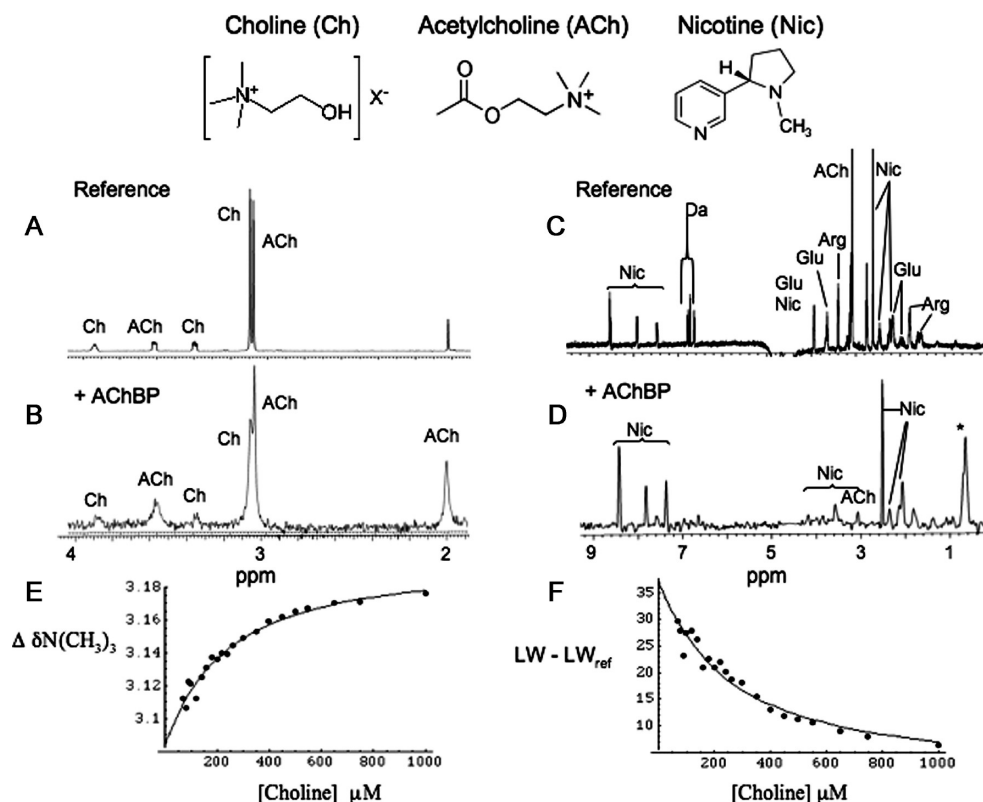 Choline (Ch) Acetylcholine (ACh) Nicotine (Nic)
N+ OH X-
O O N+
H N N CH3
Reference
A
Ch
ACh
Ch ACh Ch
+ AChBP
B
ACh
Ch
ACh
ACh
Ch Ch
4 3 2
ppm
Reference
C
ACh Nic
Da
Arg
Glu
Nic
Glu
Glu
Nic
Arg
+ AChBP
D
Nic
Nic
*
Nic
ACh
9 7 5 3 1
ppm
E
Δ δN(CH3)3
3.18
3.16
3.14
3.12
3.1
200 400 600 800 1000
[Choline] μM
F
LW - LWref
35
30
25
20
15
10
200 400 600 800 1000
[Choline] μM